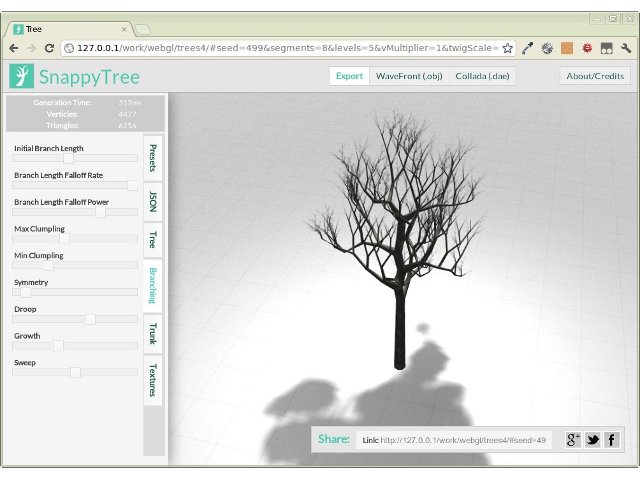 Tree
127.0.0.1/work/webgl/trees4/#seed=499&segments=8&levels=5&vMultiplier=1&twigScale=
SnappyTree
Export WaveFront (.obj) Collada (.dae) About/Credits
Generation Time: 313ms
Verticies: 4477
Triangles: 6256
Initial Branch Length
Branch Length Falloff Rate
Branch Length Falloff Power
Max Clumping
Min Clumping
Symmetry
Droop
Growth
Sweep
Presets
JSON
Tree
Branching
Trunk
Textures
Share: Link: http://127.0.0.1/work/webgl/trees4/#seed=49
g+ f